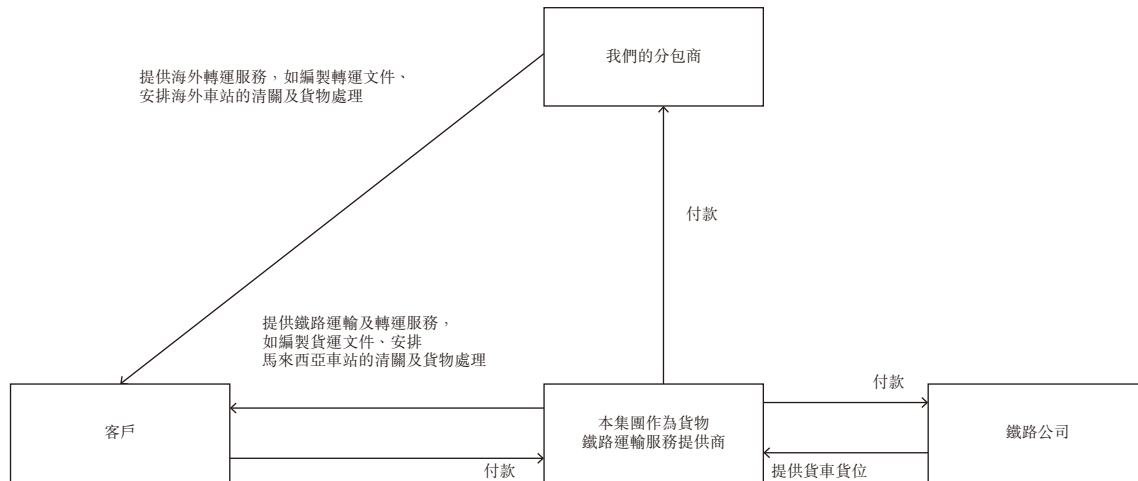 我們的分包商
提供海外轉運服務，如編製轉運文件、
安排海外車站的清關及貨物處理
付款
提供鐵路運輸及轉運服務，
如編製貨運文件、安排
馬來西亞車站的清關及貨物處理
付款
客戶
本集團作為貨物
鐵路運輸服務提供商
鐵路公司
付款
提供貨車貨位